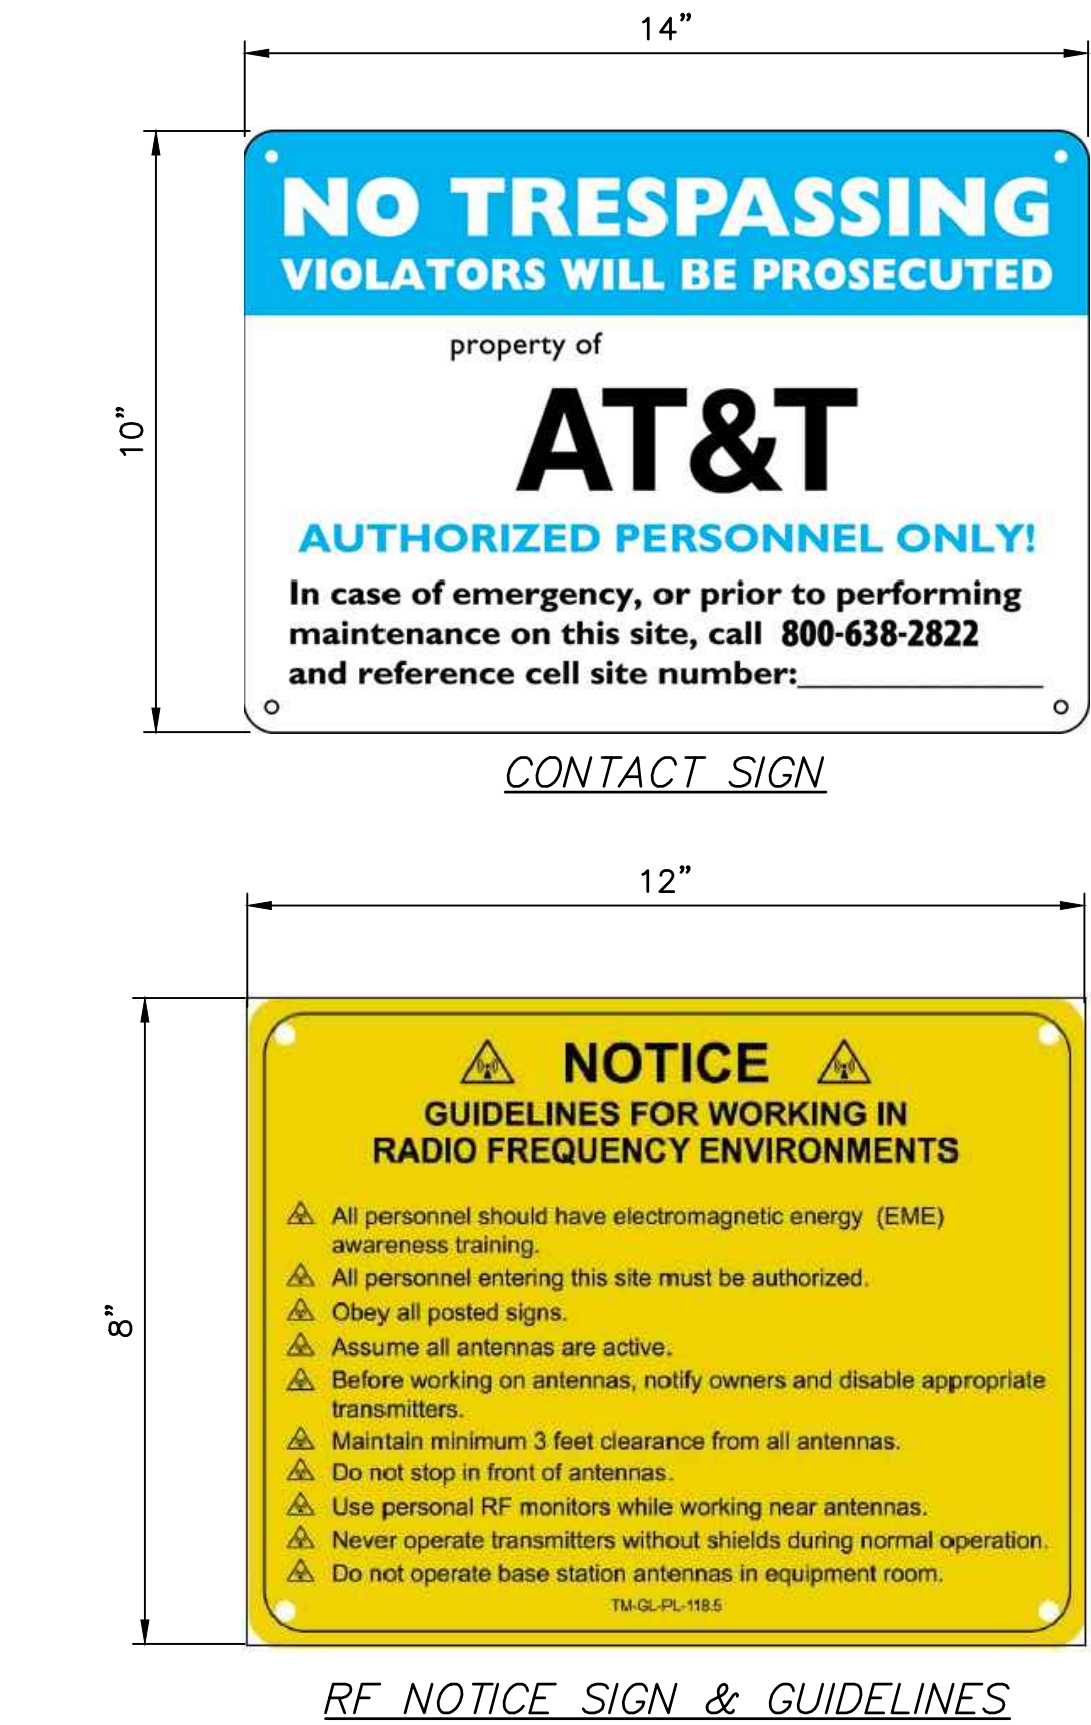 14"
10"
NO TRESPASSING
VIOLATORS WILL BE PROSECUTED
property of
AT&T
AUTHORIZED PERSONNEL ONLY!
In case of emergency, or prior to performing
maintenance on this site, call 800-638-2822
and reference cell site number:
CONTACT SIGN
12"
8"
NOTICE
GUIDELINES FOR WORKING IN
RADIO FREQUENCY ENVIRONMENTS
All personnel should have electromagnetic energy (EME)
awareness training.
All personnel entering this site must be authorized.
Obey all posted signs.
Assume all antennas are active.
Before working on antennas, notify owners and disable appropriate
transmitters.
Maintain minimum 3 feet clearance from all antennas.
Do not stop in front of antennas.
Use personal RF monitors while working near antennas.
Never operate transmitters without shields during normal operation.
Do not operate base station antennas in equipment room.
TM-GL-PL-118.5
RF NOTICE SIGN & GUIDELINES